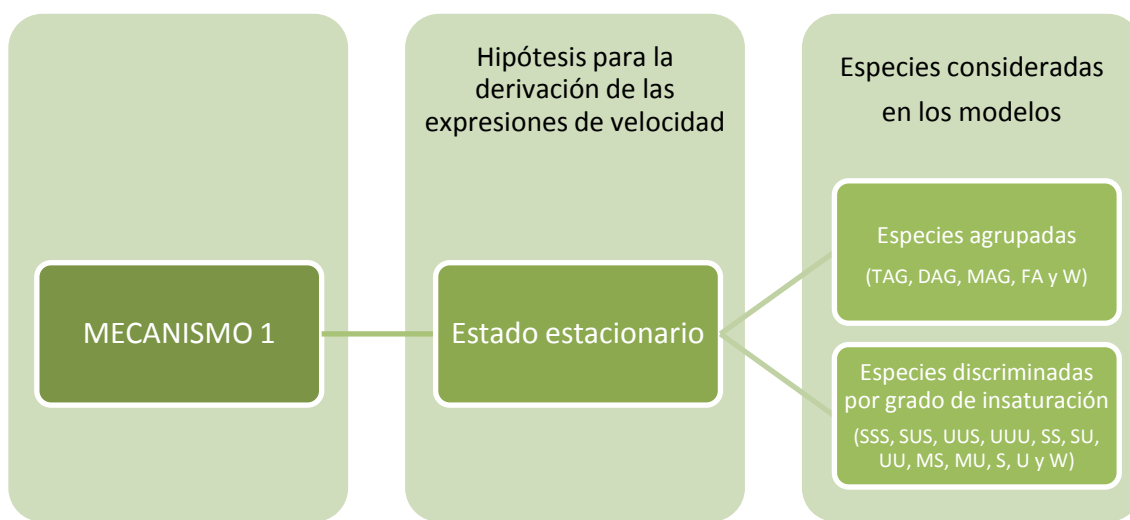 MECANISMO 1
Hipótesis para la
derivación de las
expresiones de velocidad
Estado estacionario
Especies consideradas
en los modelos
Especies agrupadas
(TAG, DAG, MAG, FA y W)
Especies discriminadas
por grado de insaturación
(SSS, SUS, UUS, UUU, SS, SU,
UU, MS, MU, S, U y W)